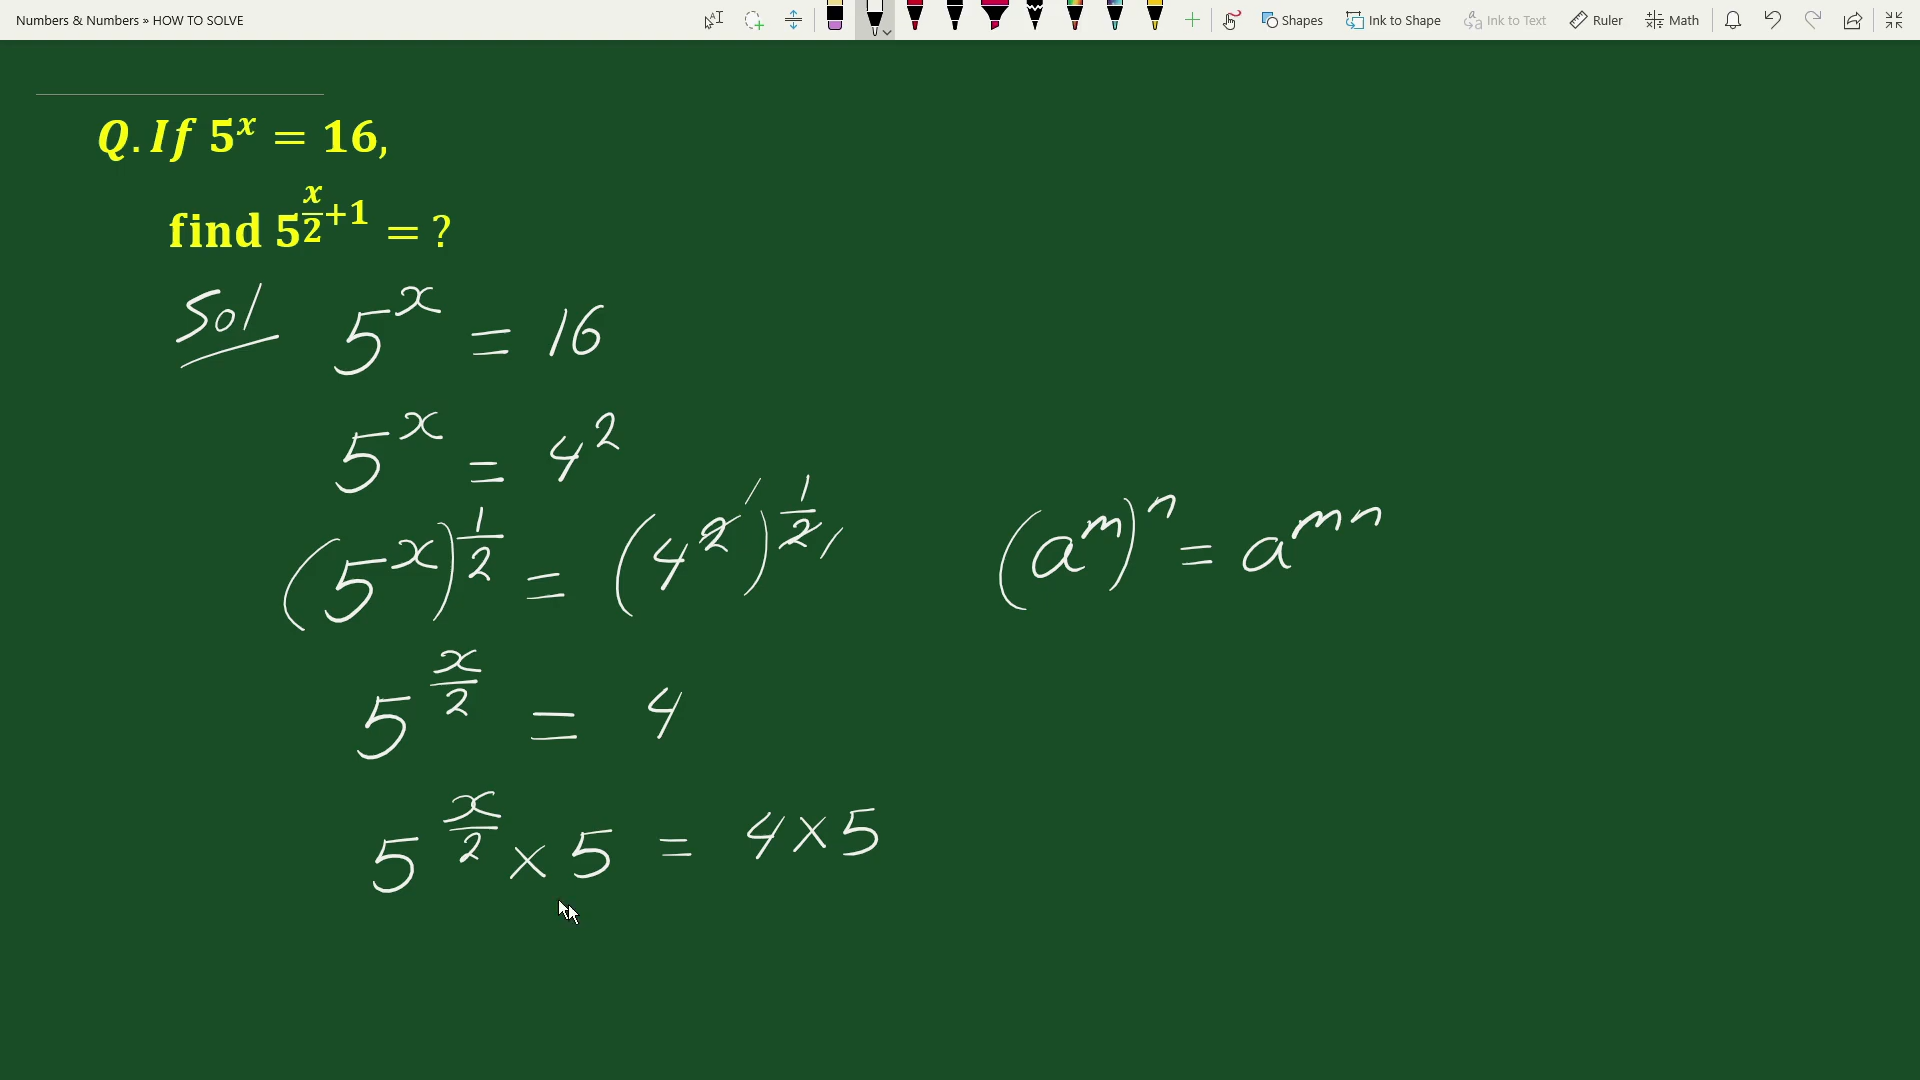 Numbers & Numbers » HOW TO SOLVE
Shapes Ink to Shape Ink to Text Ruler Math
Q. If 5^x = 16,
find 5^(x/2+1) = ?
Sol 5^x = 16
5^x = 4^2
(5^x)^(1/2) = (4^2)^(1/2) (a^m)^n = a^mn
5^(x/2) = 4
5^(x/2) × 5 = 4×5